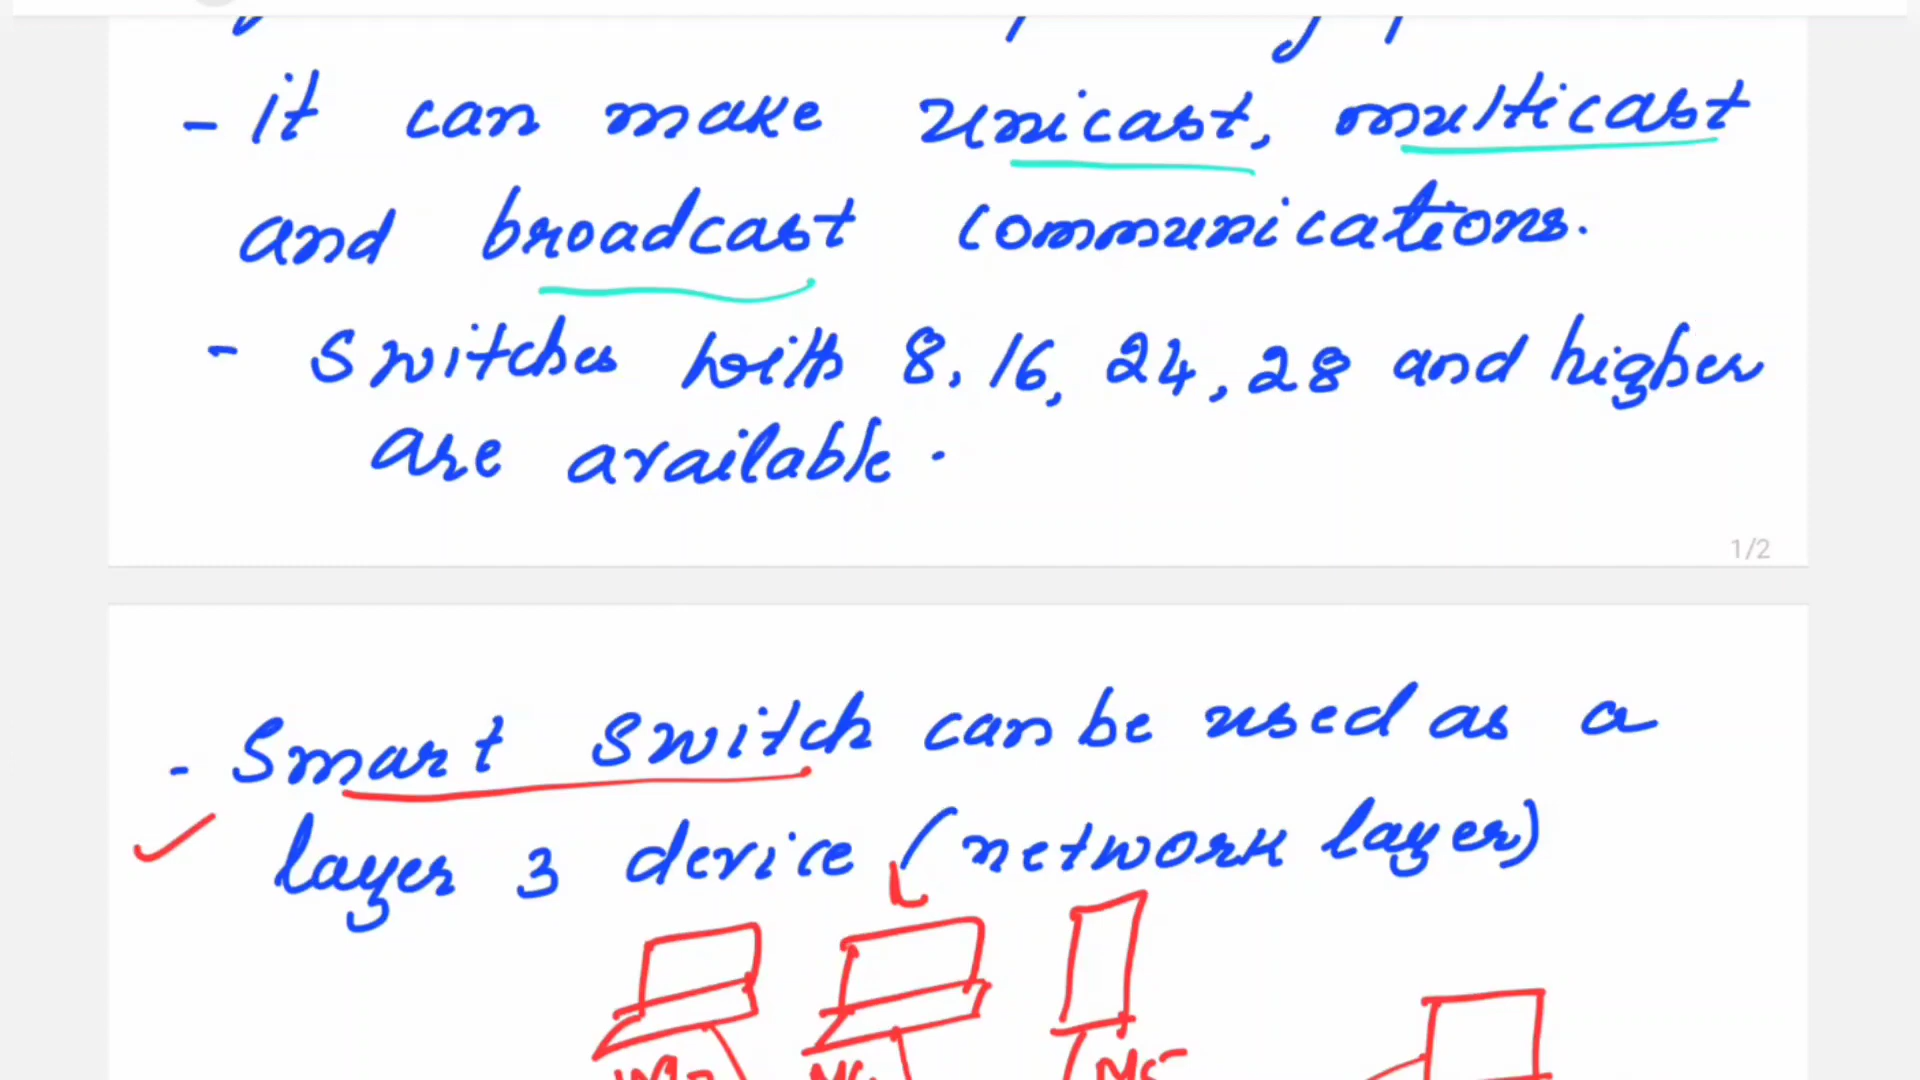 - it can make unicast, multicast
and broadcast communications.
- Switches with 8, 16, 24, 28 and higher
are available.
1/2
- Smart switch can be used as a
layer 3 device (network layer)
M5